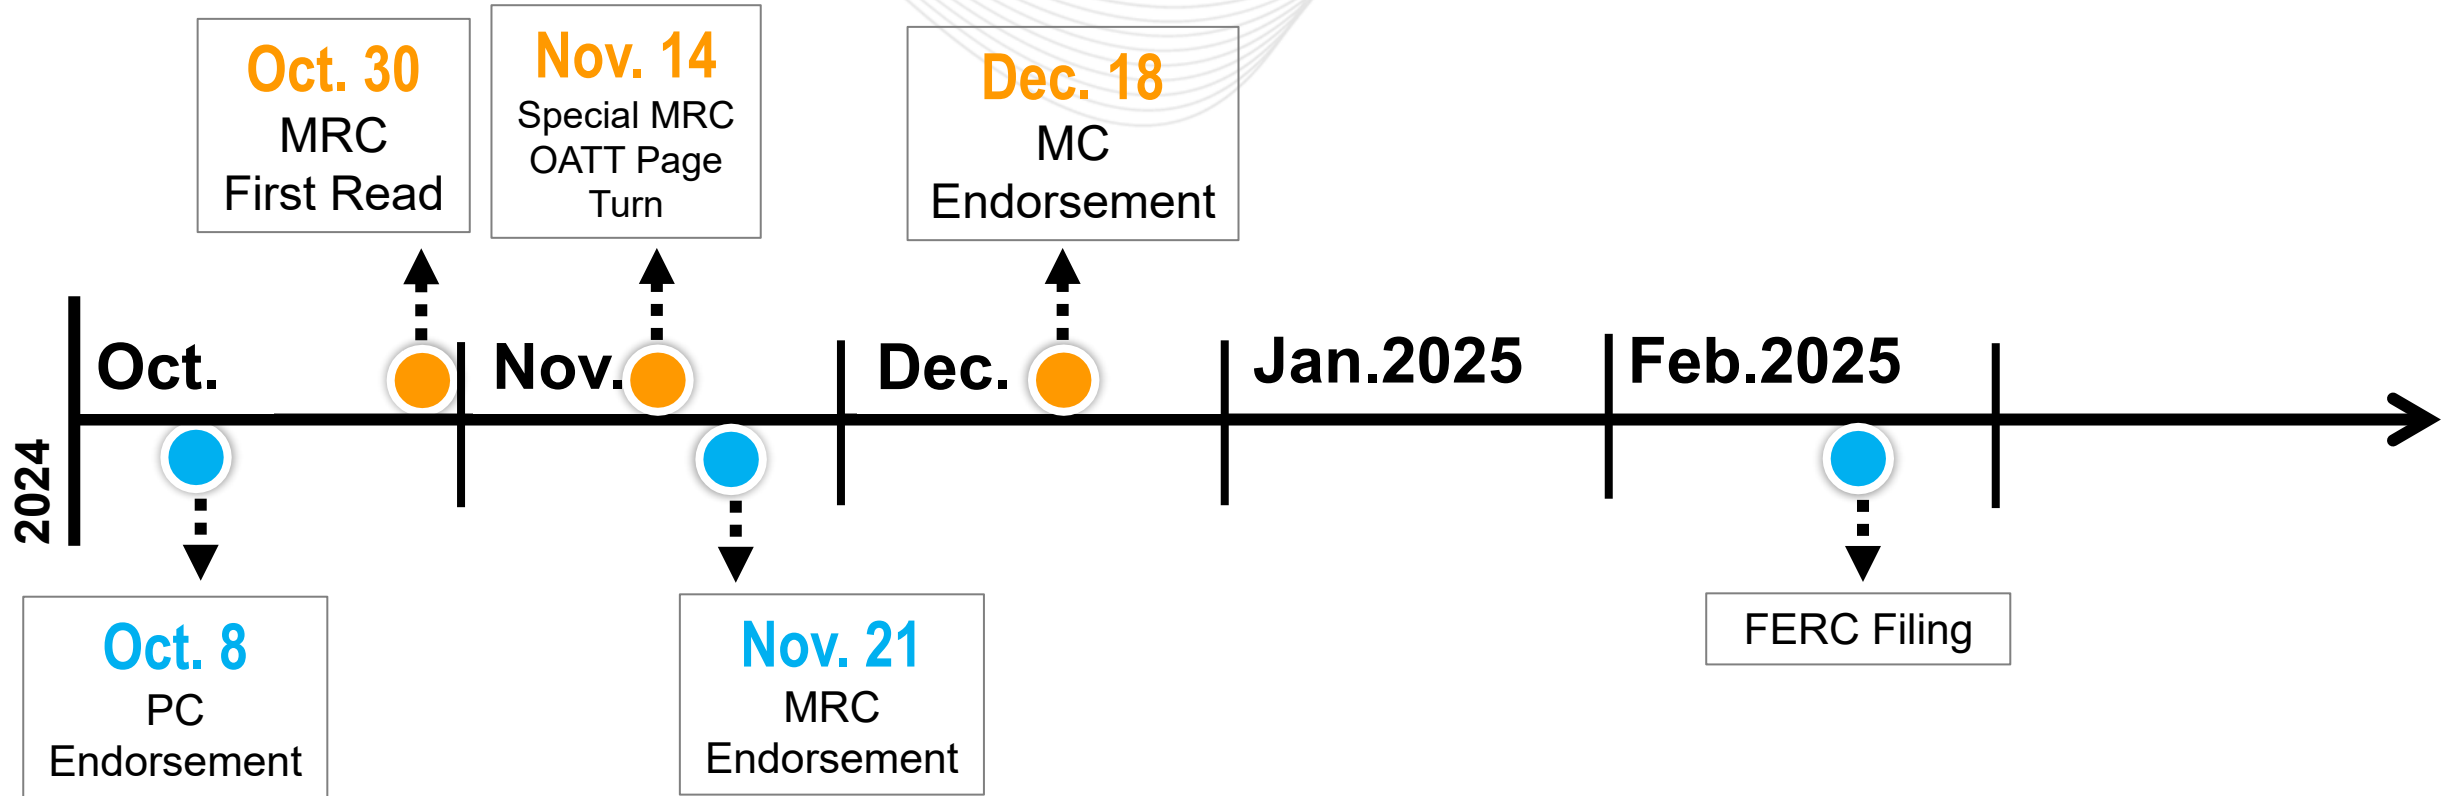 Oct. 30
MRC
First Read
Nov. 14
Special MRC
OATT Page
Turn
Dec. 18
MC
Endorsement
2024
Oct.
Nov.
Dec.
Jan.2025
Feb.2025
Oct. 8
PC
Endorsement
Nov. 21
MRC
Endorsement
FERC Filing